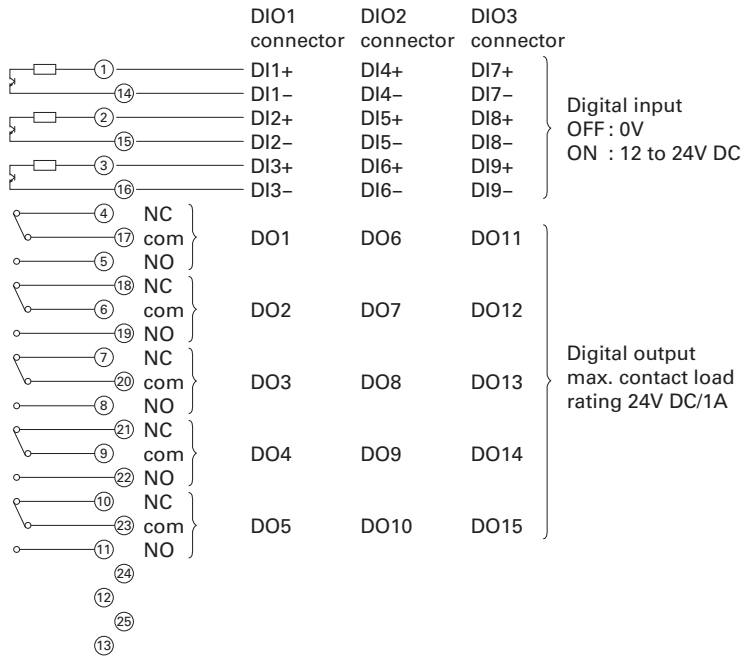 DIO1 DIO2 DIO3
connector connector connector
1 DI1+ DI4+ DI7+
14 DI1− DI4− DI7−
2 DI2+ DI5+ DI8+
15 DI2− DI5− DI8−
3 DI3+ DI6+ DI9+
16 DI3− DI6− DI9−
Digital input
OFF : 0V
ON : 12 to 24V DC
4 NC
17 com DO1 DO6 DO11
5 NO
18 NC
6 com DO2 DO7 DO12
19 NO
7 NC
20 com DO3 DO8 DO13
8 NO
21 NC
9 com DO4 DO9 DO14
22 NO
10 NC
23 com DO5 DO10 DO15
11 NO
Digital output
max. contact load
rating 24V DC/1A
24
12
25
13